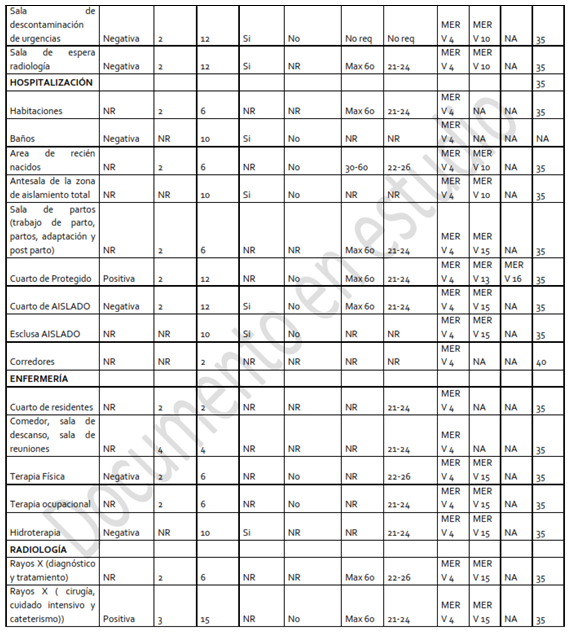 Sala de
descontaminación
de urgencias Negativa 2 12 Si No No req No req MER V 4 MER V 10 NA 35
Sala de espera
radiología Negativa 2 12 Si NR Max 60 21-24 MER V 4 MER V 10 NA 35
HOSPITALIZACIÓN 35
Habitaciones NR 2 6 NR NR Max 60 21-24 MER V 4 NA NA 35
Baños Negativa NR 10 Si NR NR NR MER V 4 NA NA NA
Area de recién
nacidos NR 2 6 NR No 30-60 22-26 MER V 4 MER V 10 NA 35
Antesala de la zona
de aislamiento total NR NR 10 Si No NR NR MER V 4 MER V 10 NA 35
Sala de partos
(trabajo de parto,
partos, adaptación y
post parto) NR 2 6 NR NR Max 60 21-24 MER V 4 MER V 15 NA 35
Cuarto de Protegido Positiva 2 12 NR No Max 60 21-24 MER V 4 MER V 13 MER V 16 35
Cuarto de AISLADO Negativa 2 12 Si No Max 60 21-24 MER V 4 MER V 15 NA 35
Esclusa AISLADO NR NR 10 Si No NR NR MER V 4 MER V 15 NA 35
Corredores NR NR 2 NR NR NR NR MER V 4 NA NA 40
ENFERMERÍA
Cuarto de residentes NR 2 2 NR NR NR 21-24 MER V 4 NA NA 35
Comedor, sala de
descanso, sala de
reuniones NR 4 4 NR NR NR 21-24 MER V 4 NA NA 35
Terapia Física Negativa 2 6 NR No NR 22-26 MER V 4 MER V 15 NA 35
Terapia ocupacional NR 2 6 NR No NR 21-24 MER V 4 MER V 15 NA 35
Hidroterapia Negativa NR 10 Si NR NR 21-24 MER V 4 MER V 15 NA 35
RADIOLOGÍA
Rayos X (diagnóstico
y tratamiento) NR 2 6 NR NR Max 60 22-26 MER V 4 MER V 15 NA 35
Rayos X ( cirugía,
cuidado intensivo y
cateterismo)) Positiva 3 15 NR No Max 60 21-24 MER V 4 MER V 15 NA 35
Documento en estudio